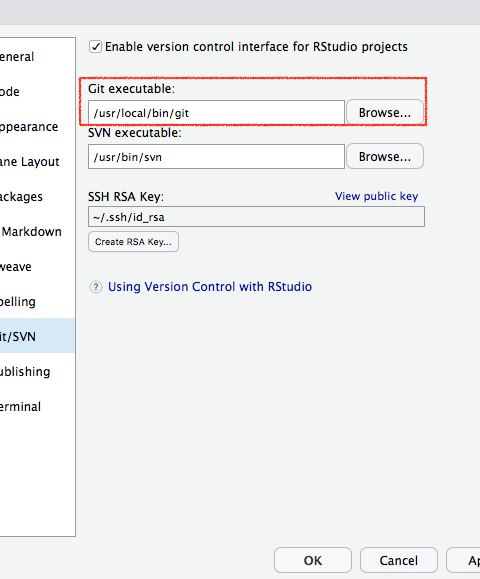 eneral
ode
ppearance
ane Layout
ackages
Markdown
weave
pelling
it/SVN
ublishing
erminal
Enable version control interface for RStudio projects
Git executable:
/usr/local/bin/git Browse...
SVN executable:
/usr/bin/svn Browse...
SSH RSA Key: View public key
~/.ssh/id_rsa
Create RSA Key...
? Using Version Control with RStudio
OK Cancel Ap